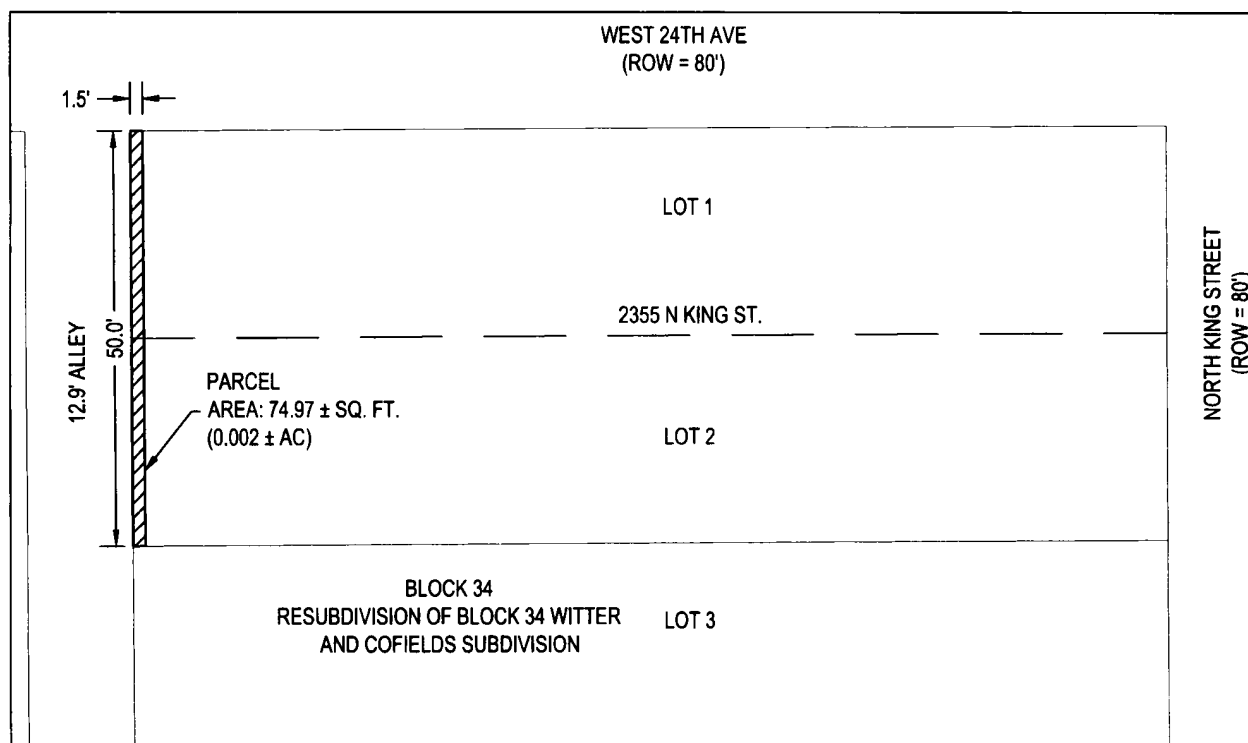 WEST 24TH AVE
(ROW = 80')
1.5'
LOT 1
NORTH KING STREET
(ROW = 80')
2355 N KING ST.
12.9' ALLEY
50.0'
PARCEL
AREA: 74.97 ± SQ. FT.
(0.002 ± AC)
LOT 2
BLOCK 34
RESUBDIVISION OF BLOCK 34 WITTER
AND COFIELDS SUBDIVISION
LOT 3